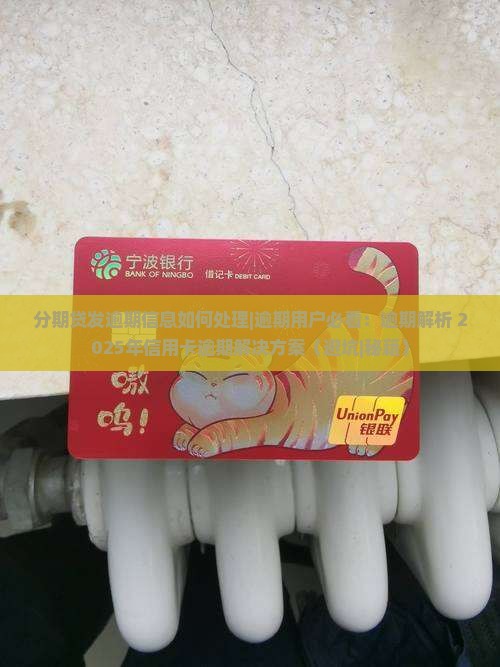 宁波银行
BANK OF NINGBO
借记卡 DEBIT CARD
分期货发逾期信息如何处理|逾期用户必看：逾期解析 2
025年信用卡逾期解决方案
嗷
呜！
UnionPay
银联